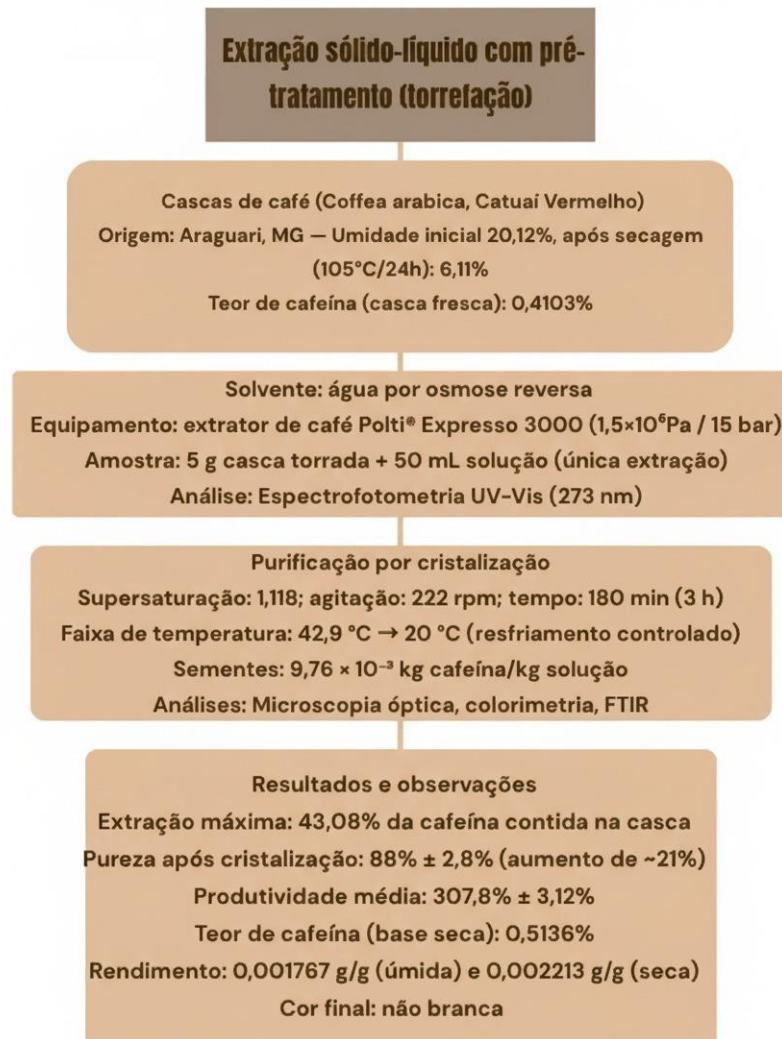 Extração sólido-líquido com pré-
tratamento (torrefação)
Cascas de café (Coffea arabica, Catuaí Vermelho)
Origem: Araguari, MG — Umidade inicial 20,12%, após secagem
(105°C/24h): 6,11%
Teor de cafeína (casca fresca): 0,4103%
Solvente: água por osmose reversa
Equipamento: extrator de café Polti® Expresso 3000 (1,5×10⁶Pa / 15 bar)
Amostra: 5 g casca torrada + 50 mL solução (única extração)
Análise: Espectrofotometria UV-Vis (273 nm)
Purificação por cristalização
Supersaturação: 1,118; agitação: 222 rpm; tempo: 180 min (3 h)
Faixa de temperatura: 42,9 °C → 20 °C (resfriamento controlado)
Sementes: 9,76 × 10⁻³ kg cafeína/kg solução
Análises: Microscopia óptica, colorimetria, FTIR
Resultados e observações
Extração máxima: 43,08% da cafeína contida na casca
Pureza após cristalização: 88% ± 2,8% (aumento de ~21%)
Produtividade média: 307,8% ± 3,12%
Teor de cafeína (base seca): 0,5136%
Rendimento: 0,001767 g/g (úmida) e 0,002213 g/g (seca)
Cor final: não branca